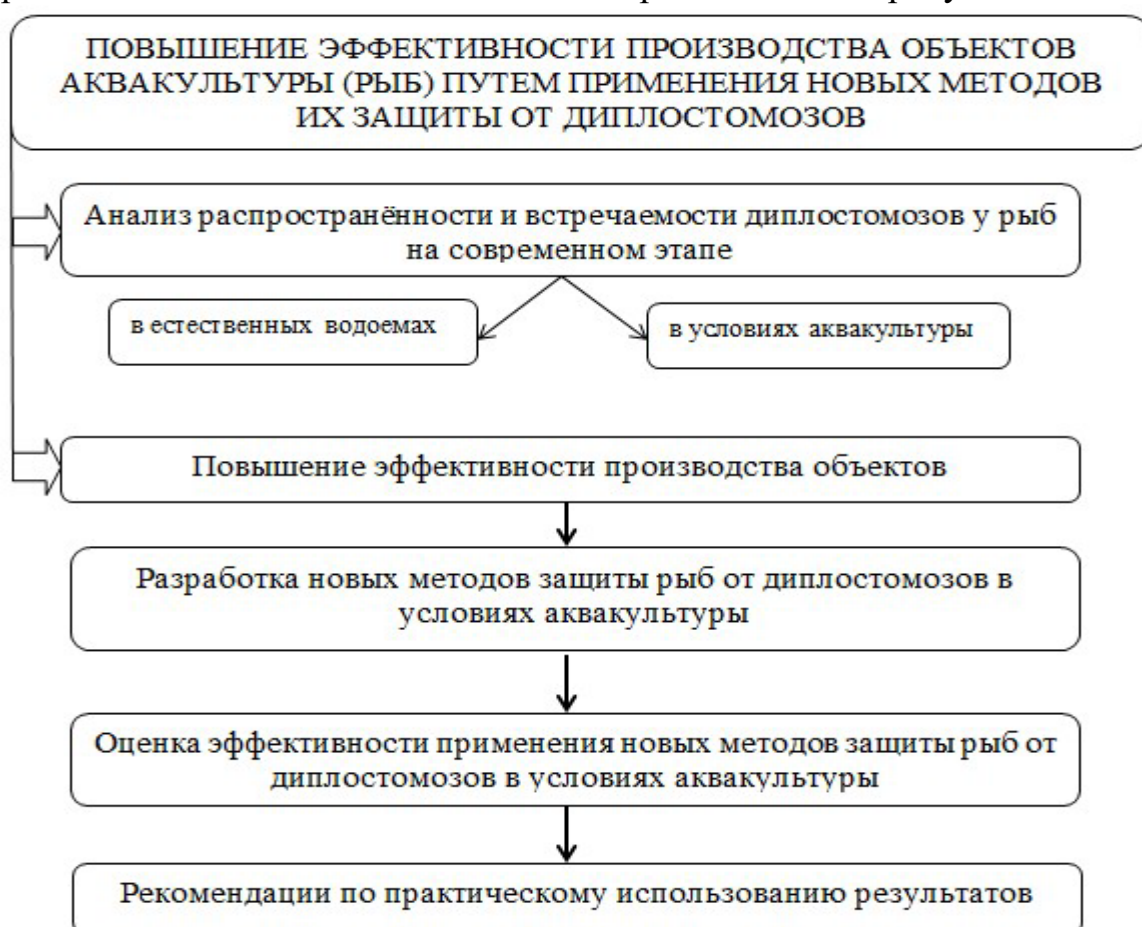 ПОВЫШЕНИЕ ЭФФЕКТИВНОСТИ ПРОИЗВОДСТВА ОБЪЕКТОВ
АКВАКУЛЬТУРЫ (РЫБ) ПУТЕМ ПРИМЕНЕНИЯ НОВЫХ МЕТОДОВ
ИХ ЗАЩИТЫ ОТ ДИПЛОСТОМОЗОВ
Анализ распространённости и встречаемости диплостомозов у рыб
на современном этапе
в естественных водоемах
в условиях аквакультуры
Повышение эффективности производства объектов
Разработка новых методов защиты рыб от диплостомозов в
условиях аквакультуры
Оценка эффективности применения новых методов защиты рыб от
диплостомозов в условиях аквакультуры
Рекомендации по практическому использованию результатов